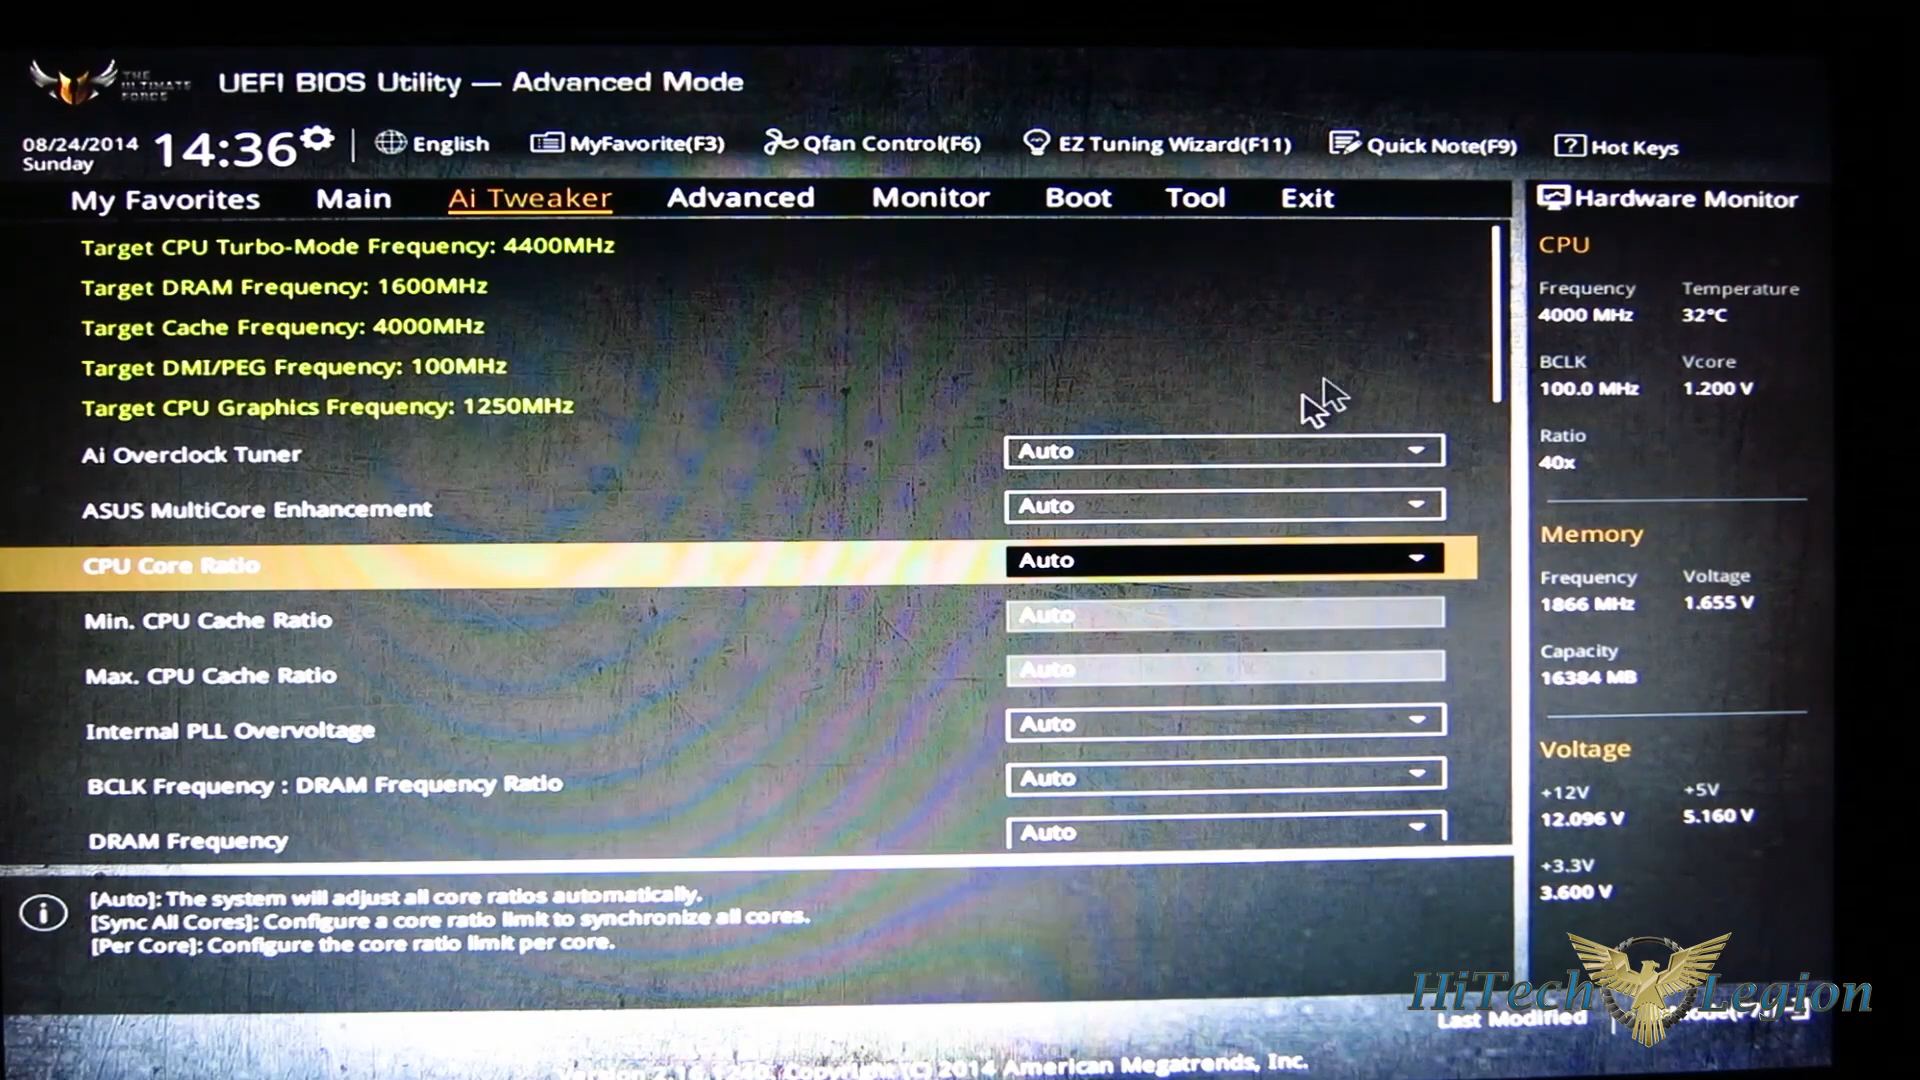 THE
ULTIMATE
FORCE
UEFI BIOS Utility — Advanced Mode
08/24/2014
Sunday
14:36
English
MyFavorite(F3)
Qfan Control(F6)
EZ Tuning Wizard(F11)
Quick Note(F9)
? Hot Keys
My Favorites
Main
Ai Tweaker
Advanced
Monitor
Boot
Tool
Exit
Target CPU Turbo-Mode Frequency: 4400MHz
Target DRAM Frequency: 1600MHz
Target Cache Frequency: 4000MHz
Target DMI/PEG Frequency: 100MHz
Target CPU Graphics Frequency: 1250MHz
Ai Overclock Tuner Auto
ASUS MultiCore Enhancement Auto
CPU Core Ratio Auto
Min. CPU Cache Ratio Auto
Max. CPU Cache Ratio Auto
Internal PLL Overvoltage Auto
BCLK Frequency : DRAM Frequency Ratio Auto
DRAM Frequency Auto
[Auto]: The system will adjust all core ratios automatically.
[Sync All Cores]: Configure a core ratio limit to synchronize all cores.
[Per Core]: Configure the core ratio limit per core.
Hardware Monitor
CPU
Frequency Temperature
4000 MHz 32°C
BCLK Vcore
100.0 MHz 1.200 V
Ratio
40x
Memory
Frequency Voltage
1866 MHz 1.655 V
Capacity
16384 MB
Voltage
+12V +5V
12.096 V 5.160 V
+3.3V
3.600 V
HiTech Legion
Last Modified
Copyright (C) 2014 American Megatrends, Inc.